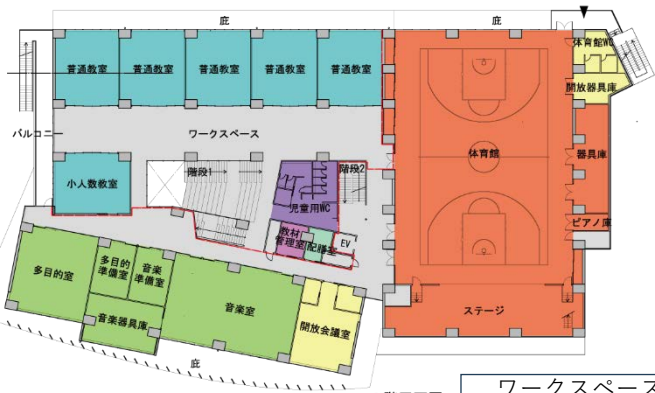 庇
庇
体育館WC
普通教室
普通教室
普通教室
普通教室
普通教室
開放器具庫
バルコニー
ワークスペース
体育館
器具庫
階段1
階段2
小人数教室
児童用WC
ピアノ庫
教材
管理室
配膳室
EV
多目的室
多目的
準備室
音楽
準備室
音楽室
音楽器具庫
開放会議室
ステージ
庇
ワークスペース